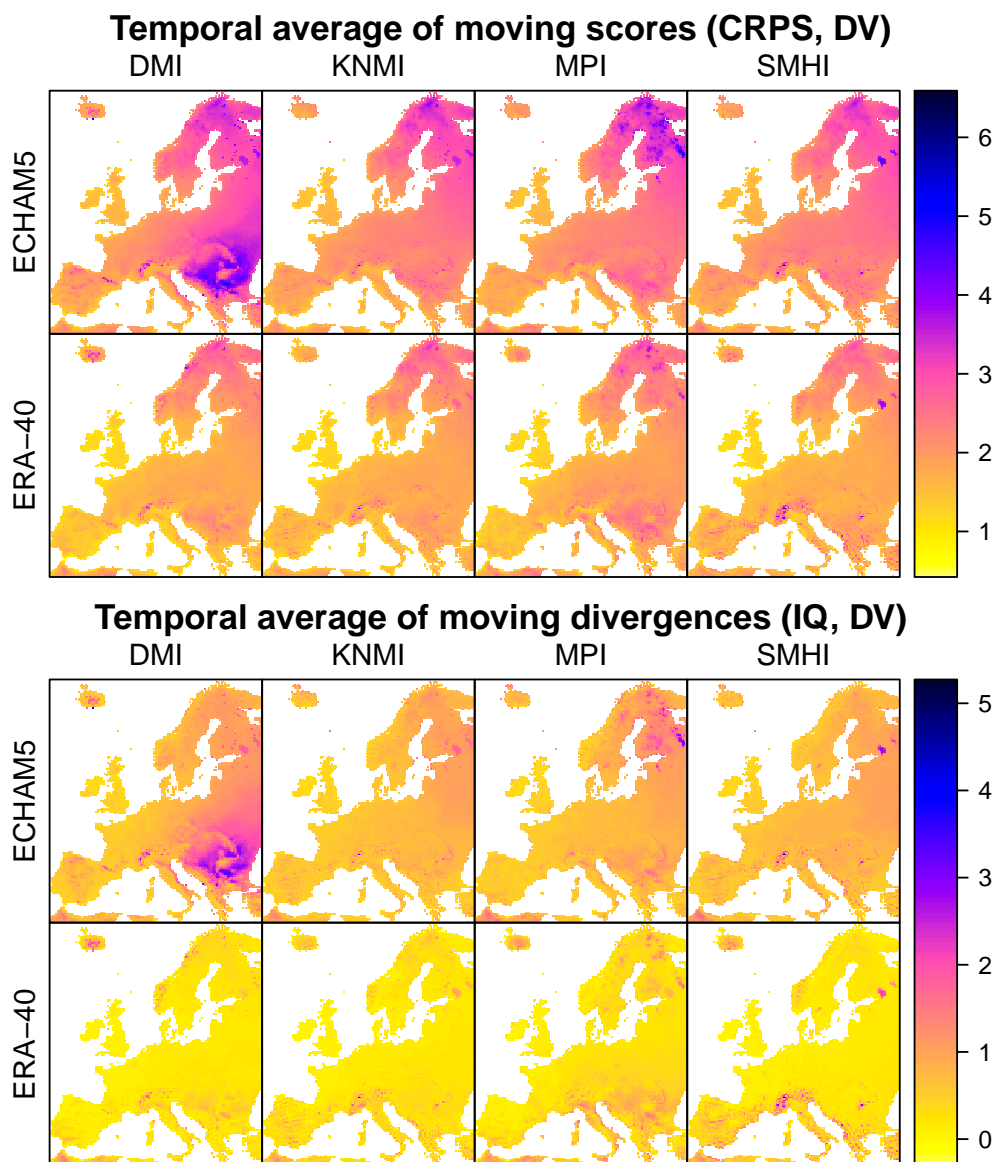 Temporal average of moving scores (CRPS, DV)
DMI KNMI MPI SMHI
ECHAM5
ERA−40
6
5
4
3
2
1
Temporal average of moving divergences (IQ, DV)
DMI KNMI MPI SMHI
ECHAM5
ERA−40
5
4
3
2
1
0